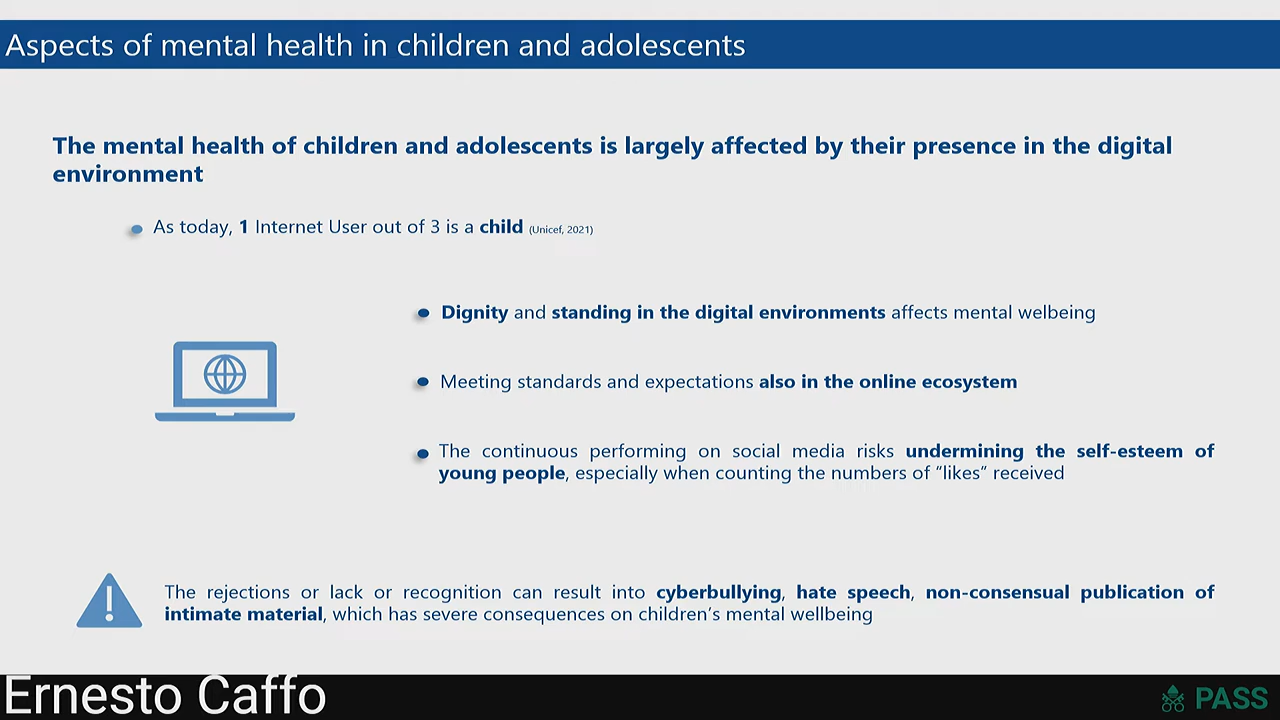 Aspects of mental health in children and adolescents
The mental health of children and adolescents is largely affected by their presence in the digital
environment
As today, 1 Internet User out of 3 is a child (Unicef, 2021)
Dignity and standing in the digital environments affects mental welbeing
Meeting standards and expectations also in the online ecosystem
The continuous performing on social media risks undermining the self-esteem of
young people, especially when counting the numbers of “likes” received
The rejections or lack or recognition can result into cyberbullying, hate speech, non-consensual publication of
intimate material, which has severe consequences on children’s mental wellbeing
Ernesto Caffo
PASS